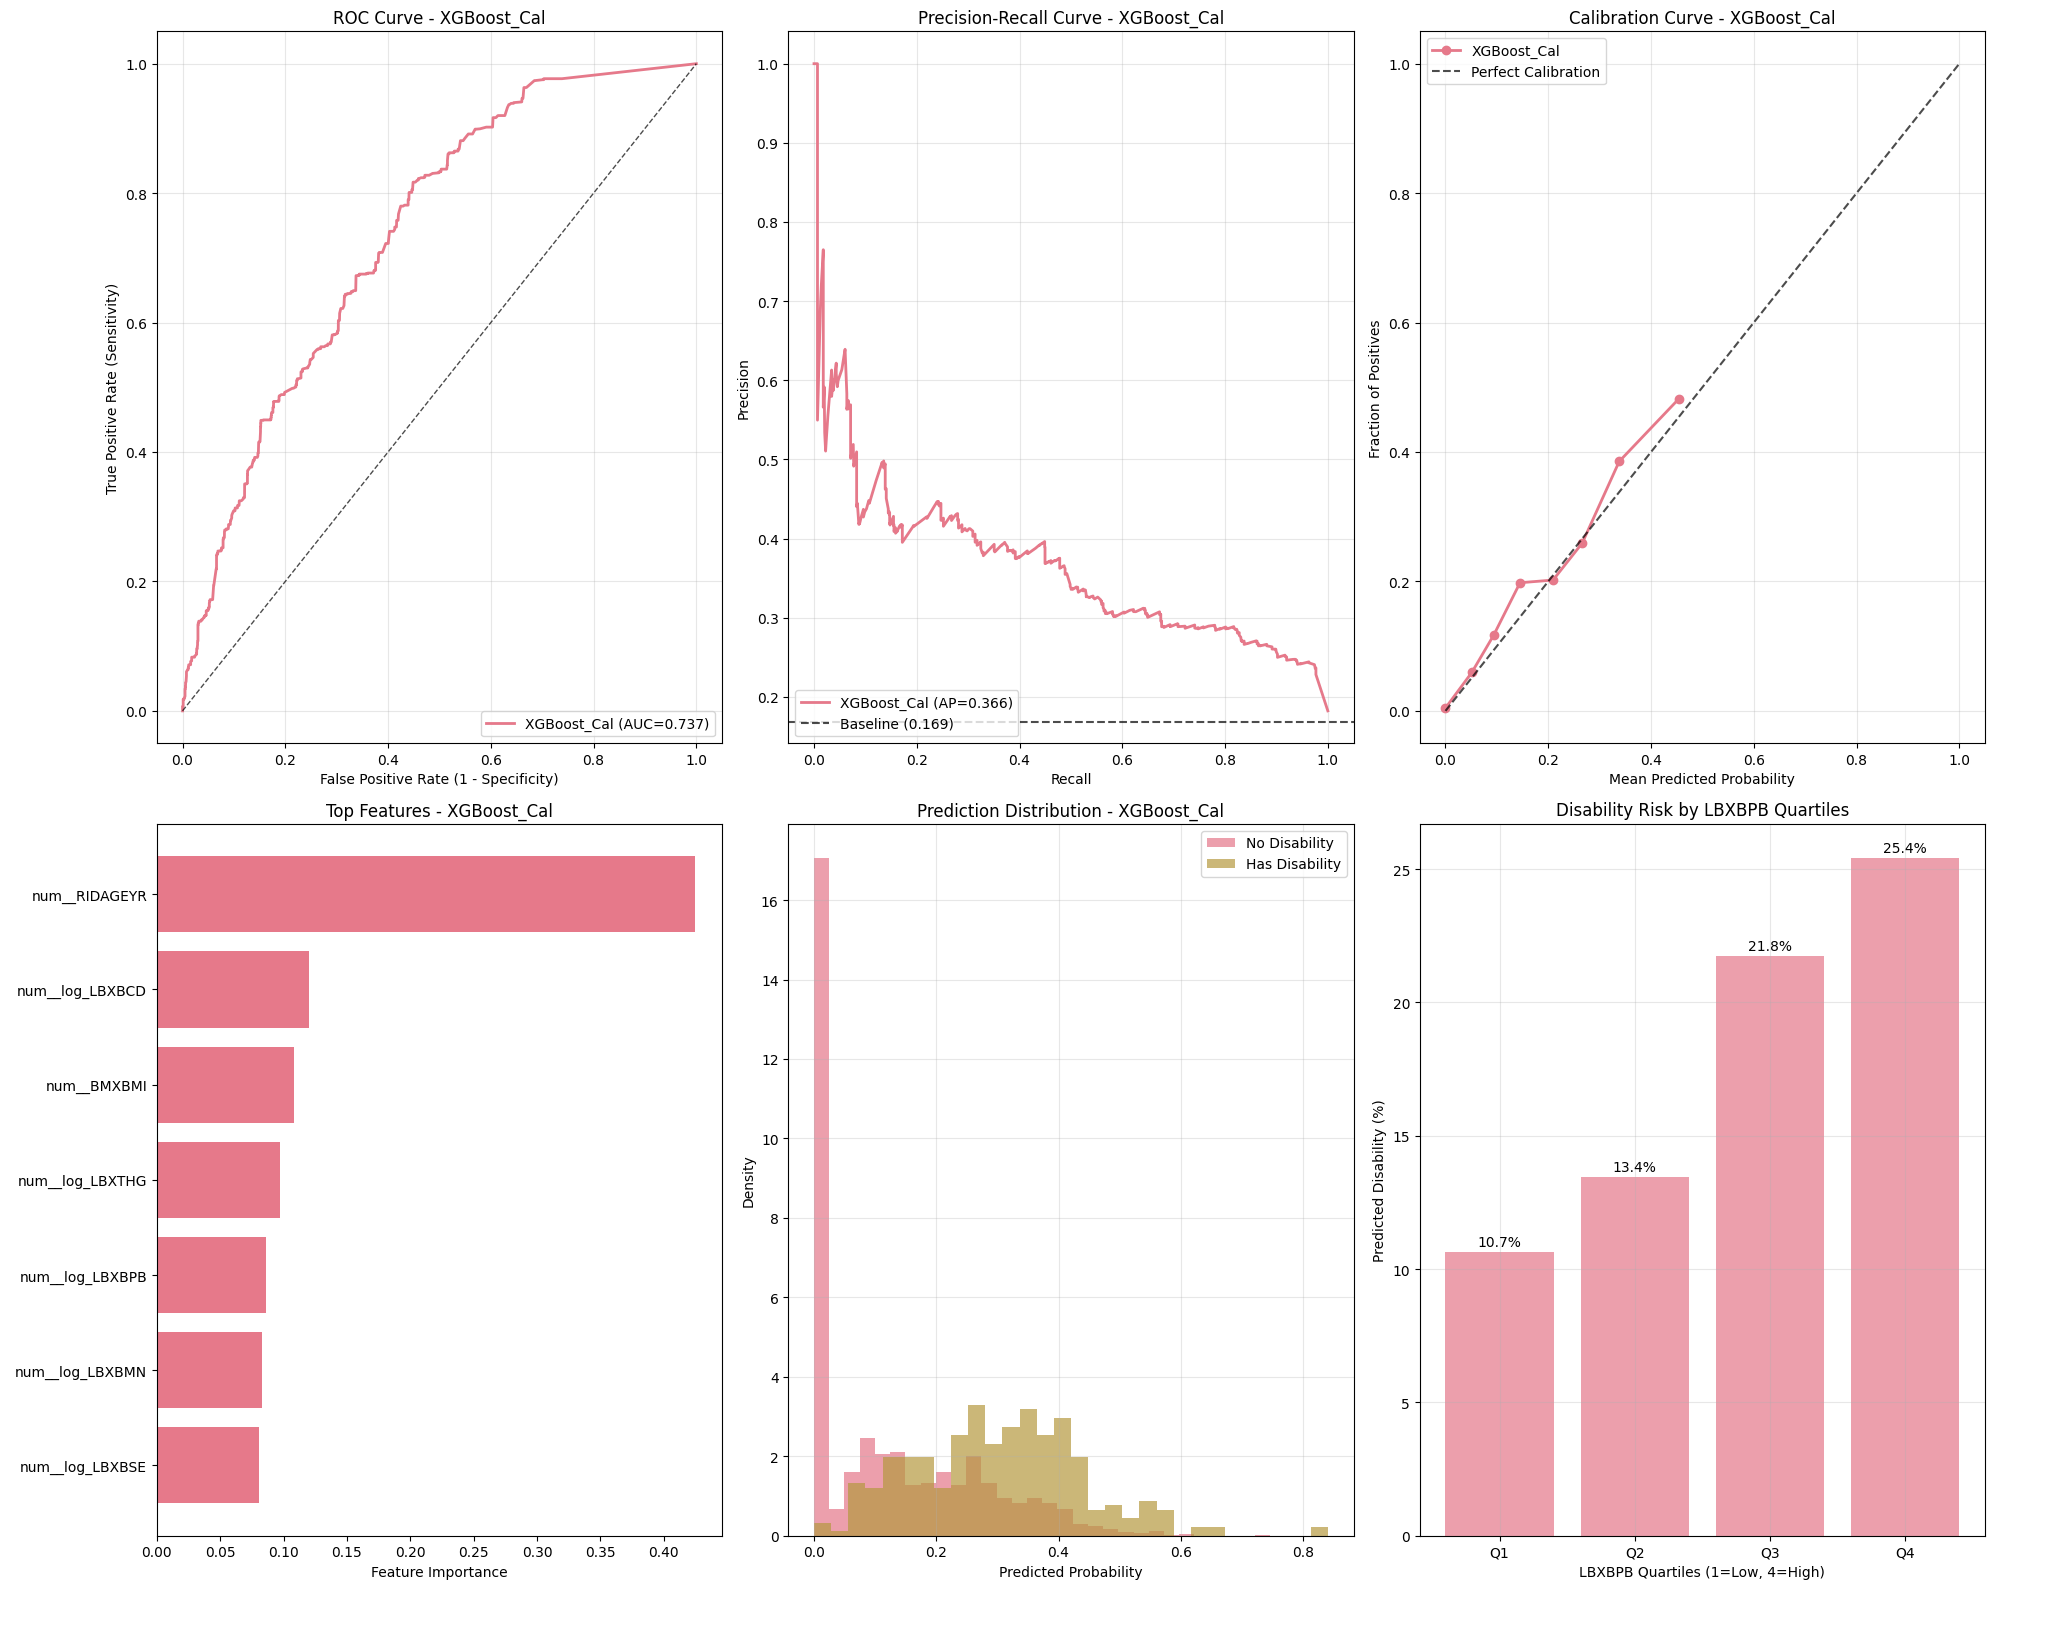 ROC Curve - XGBoost_Cal
True Positive Rate (Sensitivity)
1.0
0.8
0.6
0.4
0.2
0.0
XGBoost_Cal (AUC=0.737)
0.0 0.2 0.4 0.6 0.8 1.0
False Positive Rate (1 - Specificity)
Precision-Recall Curve - XGBoost_Cal
Precision
1.0
0.9
0.8
0.7
0.6
0.5
0.4
0.3
0.2
XGBoost_Cal (AP=0.366)
Baseline (0.169)
0.0 0.2 0.4 0.6 0.8 1.0
Recall
Calibration Curve - XGBoost_Cal
XGBoost_Cal
Perfect Calibration
Fraction of Positives
1.0
0.8
0.6
0.4
0.2
0.0
0.0 0.2 0.4 0.6 0.8 1.0
Mean Predicted Probability
Top Features - XGBoost_Cal
num__RIDAGEYR
num__log_LBXBCD
num__BMXBMI
num__log_LBXTHG
num__log_LBXBPB
num__log_LBXBMN
num__log_LBXBSE
0.00 0.05 0.10 0.15 0.20 0.25 0.30 0.35 0.40
Feature Importance
Prediction Distribution - XGBoost_Cal
No Disability
Has Disability
Density
16
14
12
10
8
6
4
2
0
0.0 0.2 0.4 0.6 0.8
Predicted Probability
Disability Risk by LBXBPB Quartiles
Predicted Disability (%)
25
20
15
10
5
0
10.7%
13.4%
21.8%
25.4%
Q1 Q2 Q3 Q4
LBXBPB Quartiles (1=Low, 4=High)